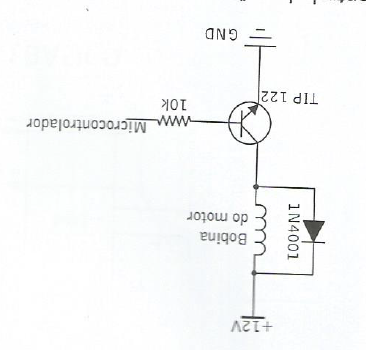 +12V
Bobina
do motor
1N4001
TIP 122
Microcontrolador
10k
GND